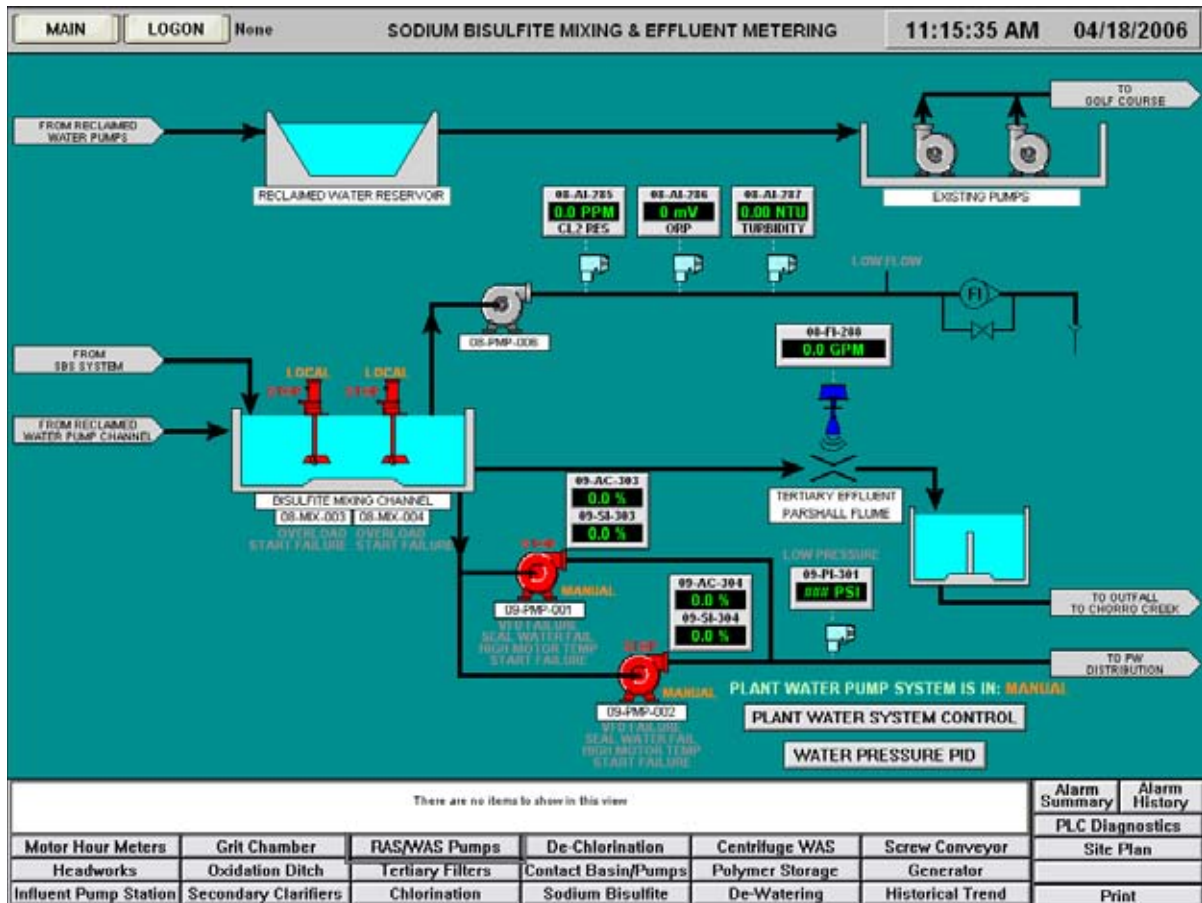 MAIN
LOGON
None
SODIUM BISULFITE MIXING & EFFLUENT METERING
11:15:35 AM
04/18/2006
TO
GOLF COURSE
FROM RECLAIMED
WATER PUMPS
RECLAIMED WATER RESERVOIR
EXISTING PUMPS
08-AI-285
0.0 PPM
CL2 RES
08-AI-286
0 mV
ORP
08-AI-287
0.00 NTU
TURBIDITY
LOW FLOW
FI
08-PMP-006
08-FI-288
0.0 GPM
FROM
SBS SYSTEM
LOCAL
STOP
LOCAL
STOP
FROM RECLAIMED
WATER PUMP CHANNEL
BISULFITE MIXING CHANNEL
08-MIX-003
08-MIX-004
OVERLOAD
START FAILURE
OVERLOAD
START FAILURE
09-AC-303
0.0 %
09-SI-303
0.0 %
TERTIARY EFFLUENT
PARSHALL FLUME
STOP
MANUAL
09-PMP-001
VFD FAILURE
SEAL WATER FAIL
HIGH MOTOR TEMP
START FAILURE
09-AC-304
0.0 %
09-SI-304
0.0 %
LOW PRESSURE
09-PI-301
### PSI
TO OUTFALL
TO CHORRO CREEK
TO PW
DISTRIBUTION
STOP
MANUAL
09-PMP-002
VFD FAILURE
SEAL WATER FAIL
HIGH MOTOR TEMP
START FAILURE
PLANT WATER PUMP SYSTEM IS IN: MANUAL
PLANT WATER SYSTEM CONTROL
WATER PRESSURE PID
There are no items to show in this view
Alarm Summary
Alarm History
PLC Diagnostics
Motor Hour Meters
Grit Chamber
RAS/WAS Pumps
De-Chlorination
Centrifuge WAS
Screw Conveyor
Site Plan
Headworks
Oxidation Ditch
Tertiary Filters
Contact Basin/Pumps
Polymer Storage
Generator
Influent Pump Station
Secondary Clarifiers
Chlorination
Sodium Bisulfite
De-Watering
Historical Trend
Print